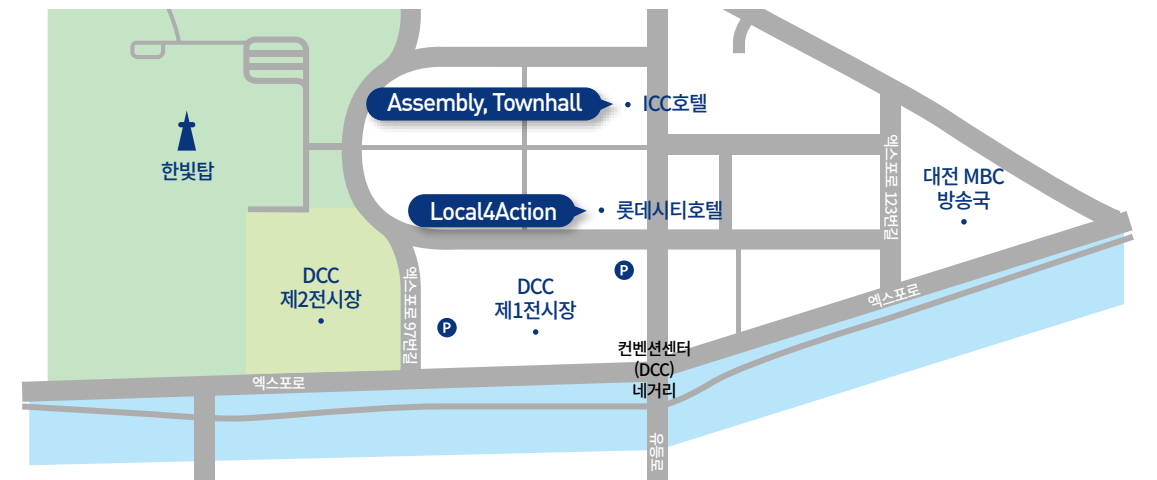 Assembly, Townhall
ICC호텔
엑스포로 123번길
한빛탑
대전 MBC
방송국
Local4Action
롯데시티호텔
DCC
제2전시장
엑스포로 97번길
P
DCC
제1전시장
P
엑스포로
컨벤션센터
(DCC)
네거리
엑스포로
유등로